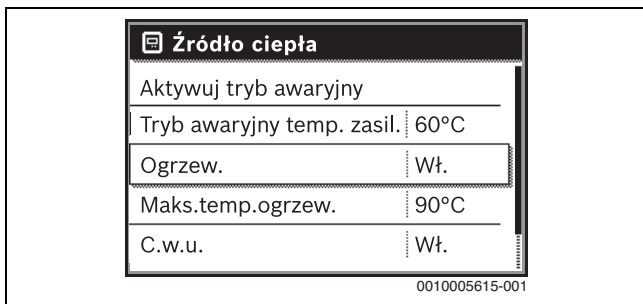 Źródło ciepła
Aktywuj tryb awaryjny
Tryb awaryjny temp. zasil. 60°C
Ogrzew. Wł.
Maks.temp.ogrzew. 90°C
C.w.u. Wł.
0010005615-001